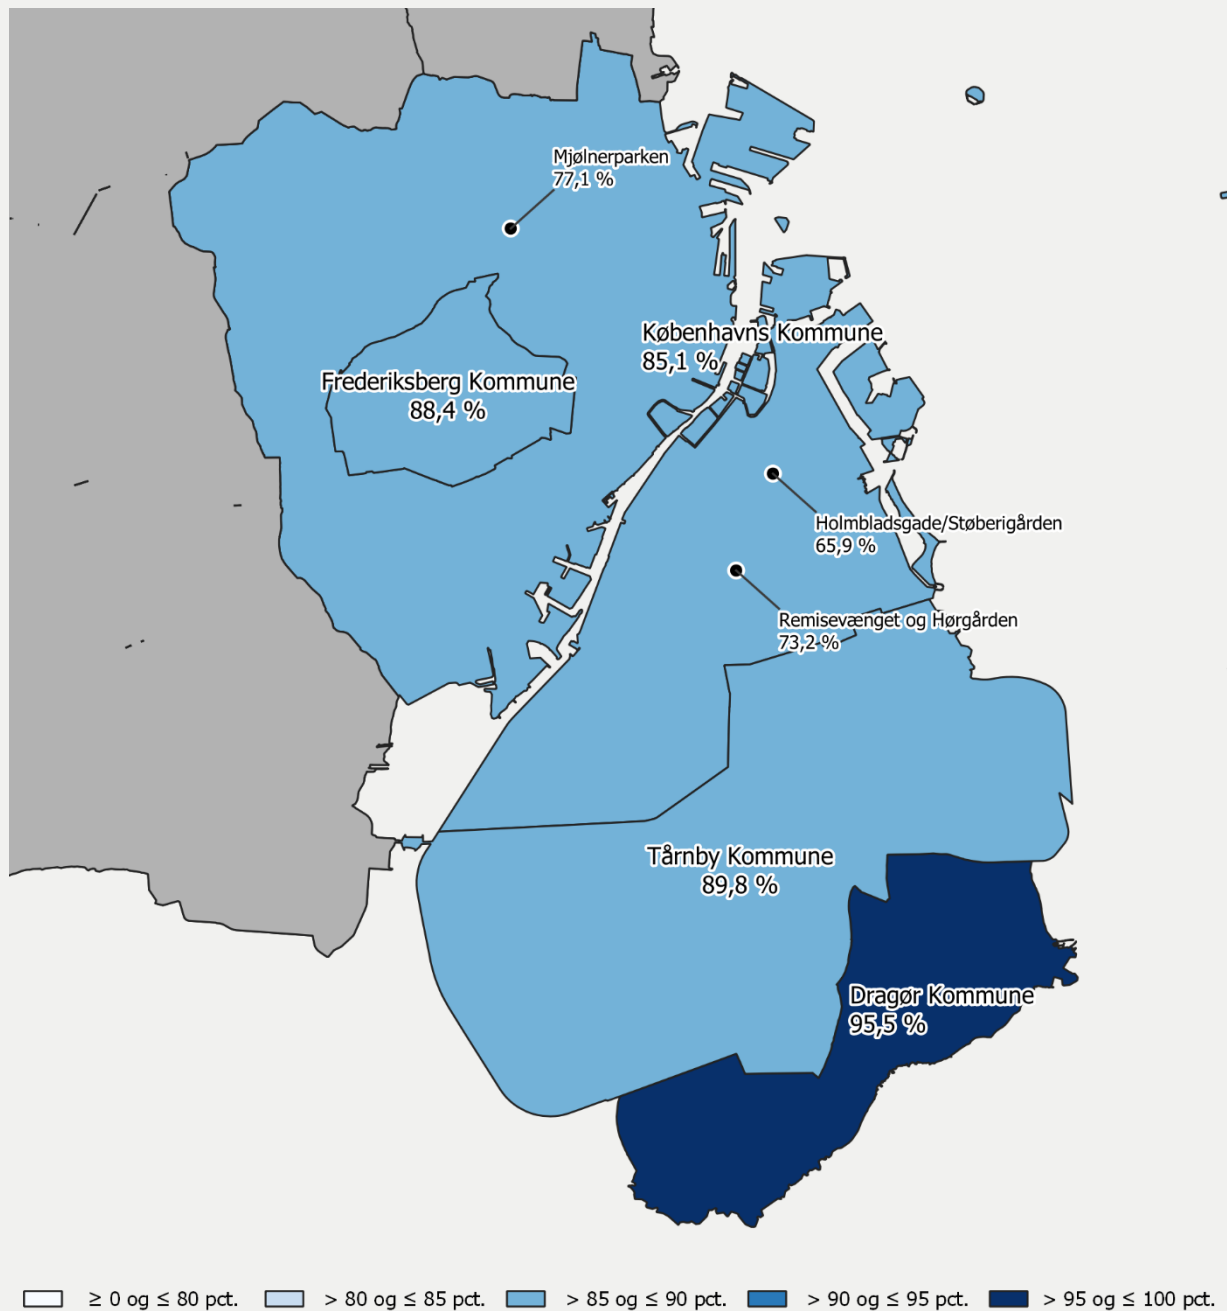 Mjølnerparken
77,1 %
Københavns Kommune
85,1 %
Frederiksberg Kommune
88,4 %
Holmbladsgade/Støberigården
65,9 %
Remisevænget og Hørgården
73,2 %
Tårnby Kommune
89,8 %
Dragør Kommune
95,5 %
≥ 0 og ≤ 80 pct. > 80 og ≤ 85 pct. > 85 og ≤ 90 pct. > 90 og ≤ 95 pct. > 95 og ≤ 100 pct.